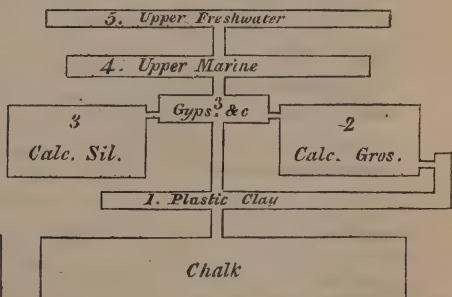 5. Upper Freshwater
4. Upper Marine
3
Gyps. &c
3
Calc. Sil.
2
Calc. Gros.
1. Plastic Clay
Chalk